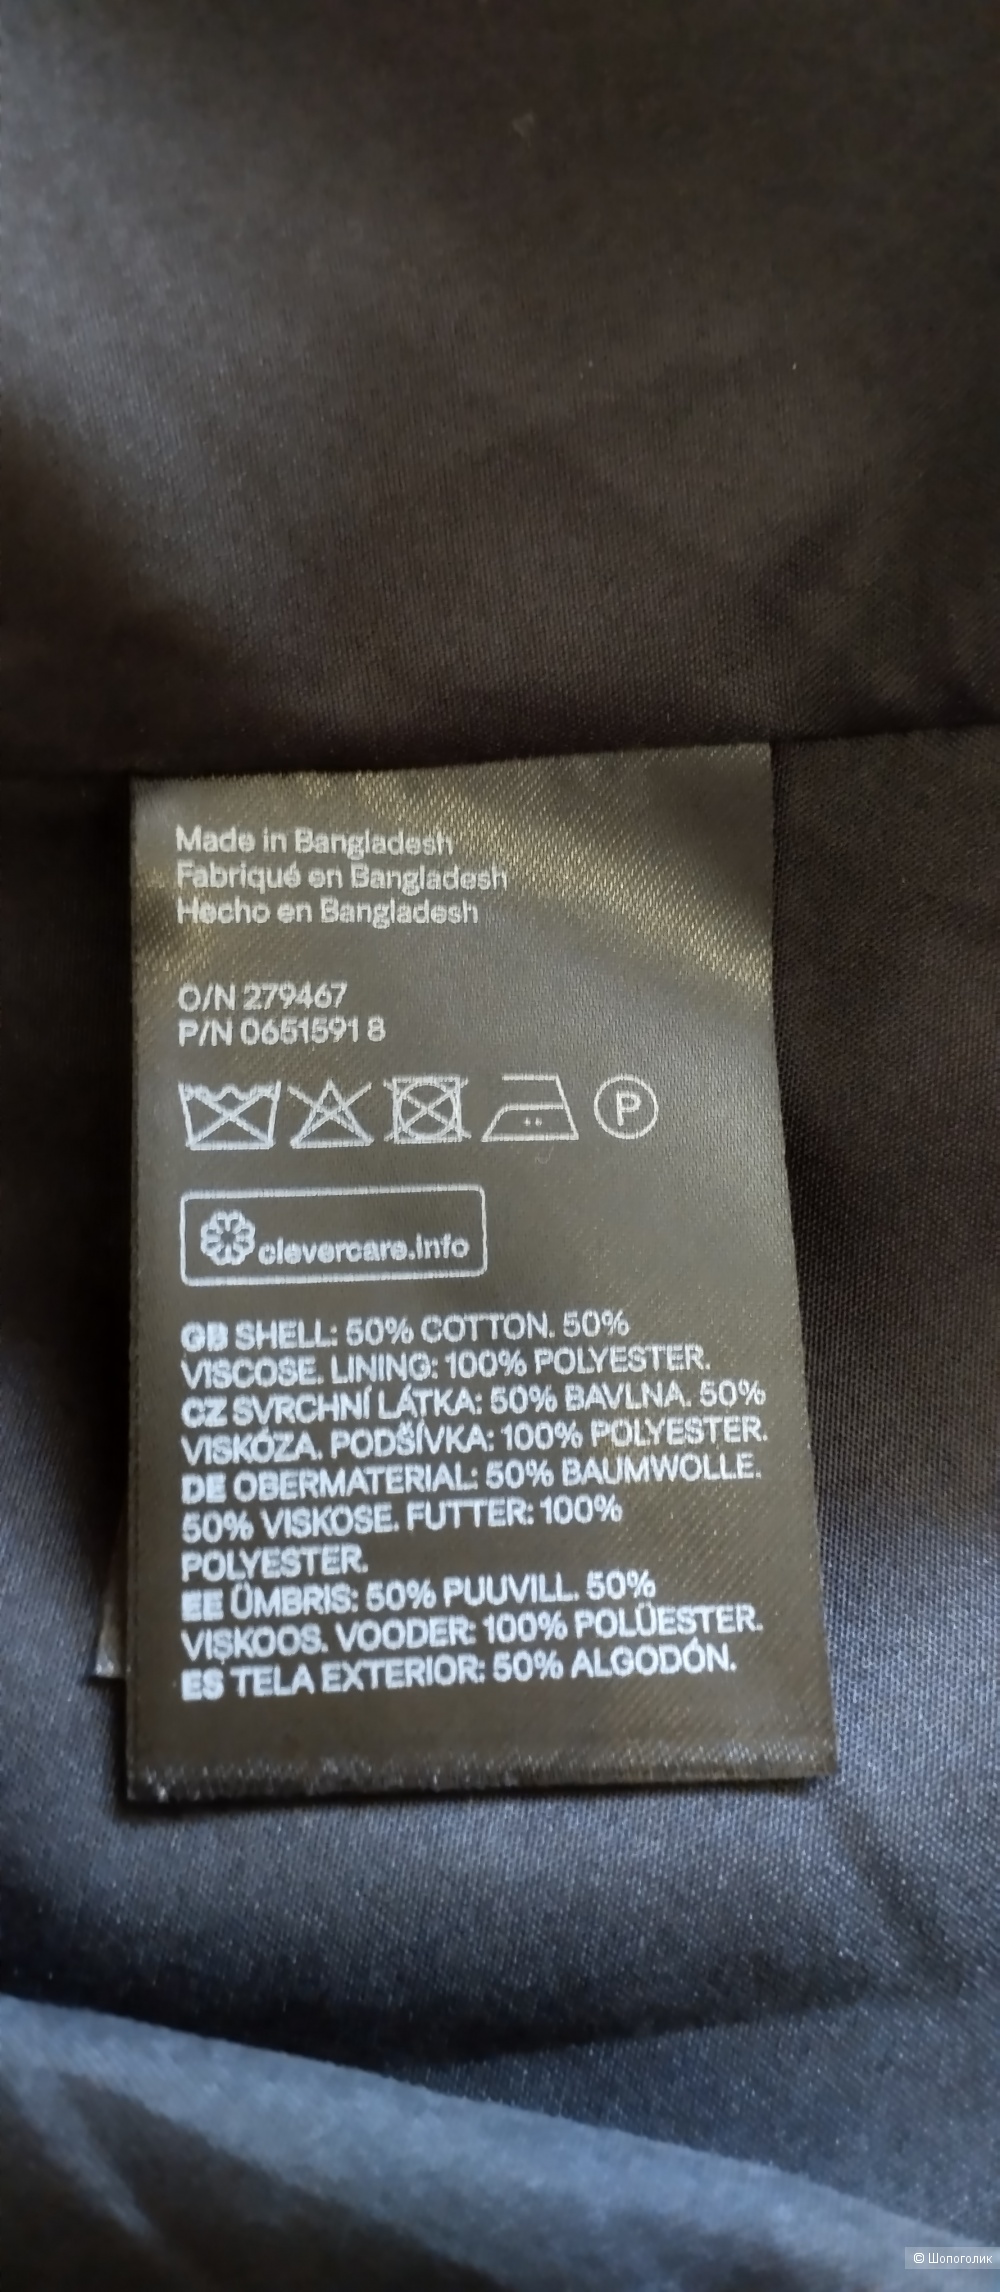 Made in Bangladesh
Fabriqué en Bangladesh
Hecho en Bangladesh
O/N 279467
P/N 0651591 8
P
clevercare.info
GB SHELL: 50% COTTON. 50%
VISCOSE. LINING: 100% POLYESTER.
CZ SVRCHNÍ LÁTKA: 50% BAVLNA. 50%
VISKÓZA. PODŠÍVKA: 100% POLYESTER.
DE OBERMATERIAL: 50% BAUMWOLLE.
50% VISKOSE. FUTTER: 100%
POLYESTER.
EE ÜMBRIS: 50% PUUVILL. 50%
VISKOOS. VOODER: 100% POLÜESTER.
ES TELA EXTERIOR: 50% ALGODÓN.
© Шопоголик